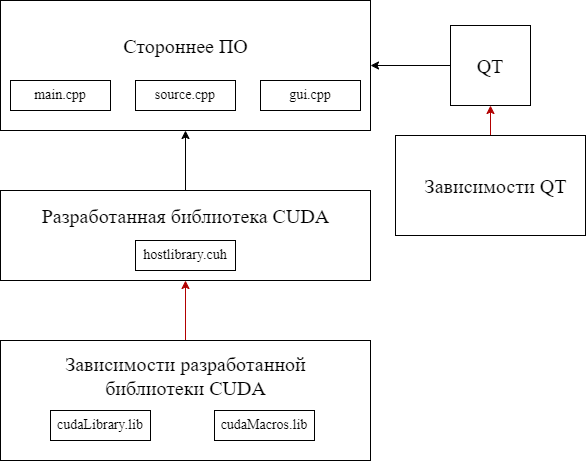 Стороннее ПО
main.cpp
source.cpp
gui.cpp
QT
Зависимости QT
Разработанная библиотека CUDA
hostlibrary.cuh
Зависимости разработанной
библиотеки CUDA
cudaLibrary.lib
cudaMacros.lib